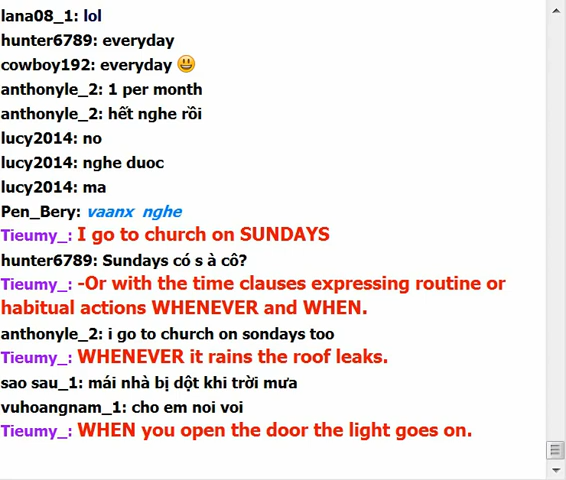 lana08_1: lol
hunter6789: everyday
cowboy192: everyday 😃
anthonyle_2: 1 per month
anthonyle_2: hết nghe rồi
lucy2014: no
lucy2014: nghe duoc
lucy2014: ma
Pen_Bery: vaanx nghe
Tieumy_: I go to church on SUNDAYS
hunter6789: Sundays có s à cô?
Tieumy_: -Or with the time clauses expressing routine or
habitual actions WHENEVER and WHEN.
anthonyle_2: i go to church on sondays too
Tieumy_: WHENEVER it rains the roof leaks.
sao sau_1: mái nhà bị dột khi trời mưa
vuhoangnam_1: cho em noi voi
Tieumy_: WHEN you open the door the light goes on.